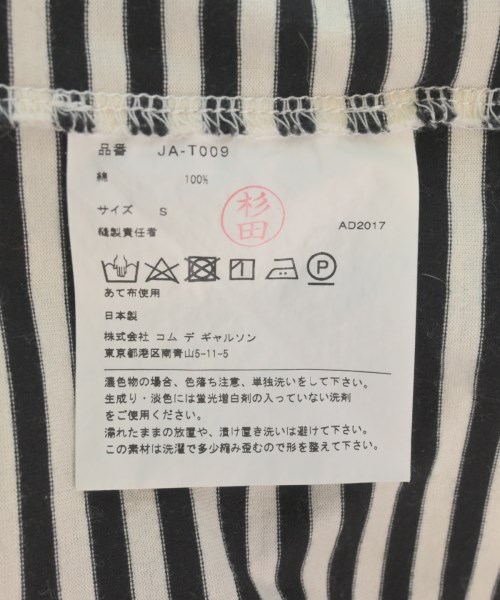 品番 JA-T009
綿 100%
サイズ S
縫製責任者
杉田
AD2017
P
あて布使用
日本製
株式会社 コム デ ギャルソン
東京都港区南青山5-11-5
濃色物の場合、色落ち注意、単独洗いをして下さい。
生成り・淡色には蛍光増白剤の入っていない洗剤
をご使用ください。
濡れたままの放置や、漬け置き洗いは避けて下さい。
この素材は洗濯で多少縮み歪むので形を整えて下さい。